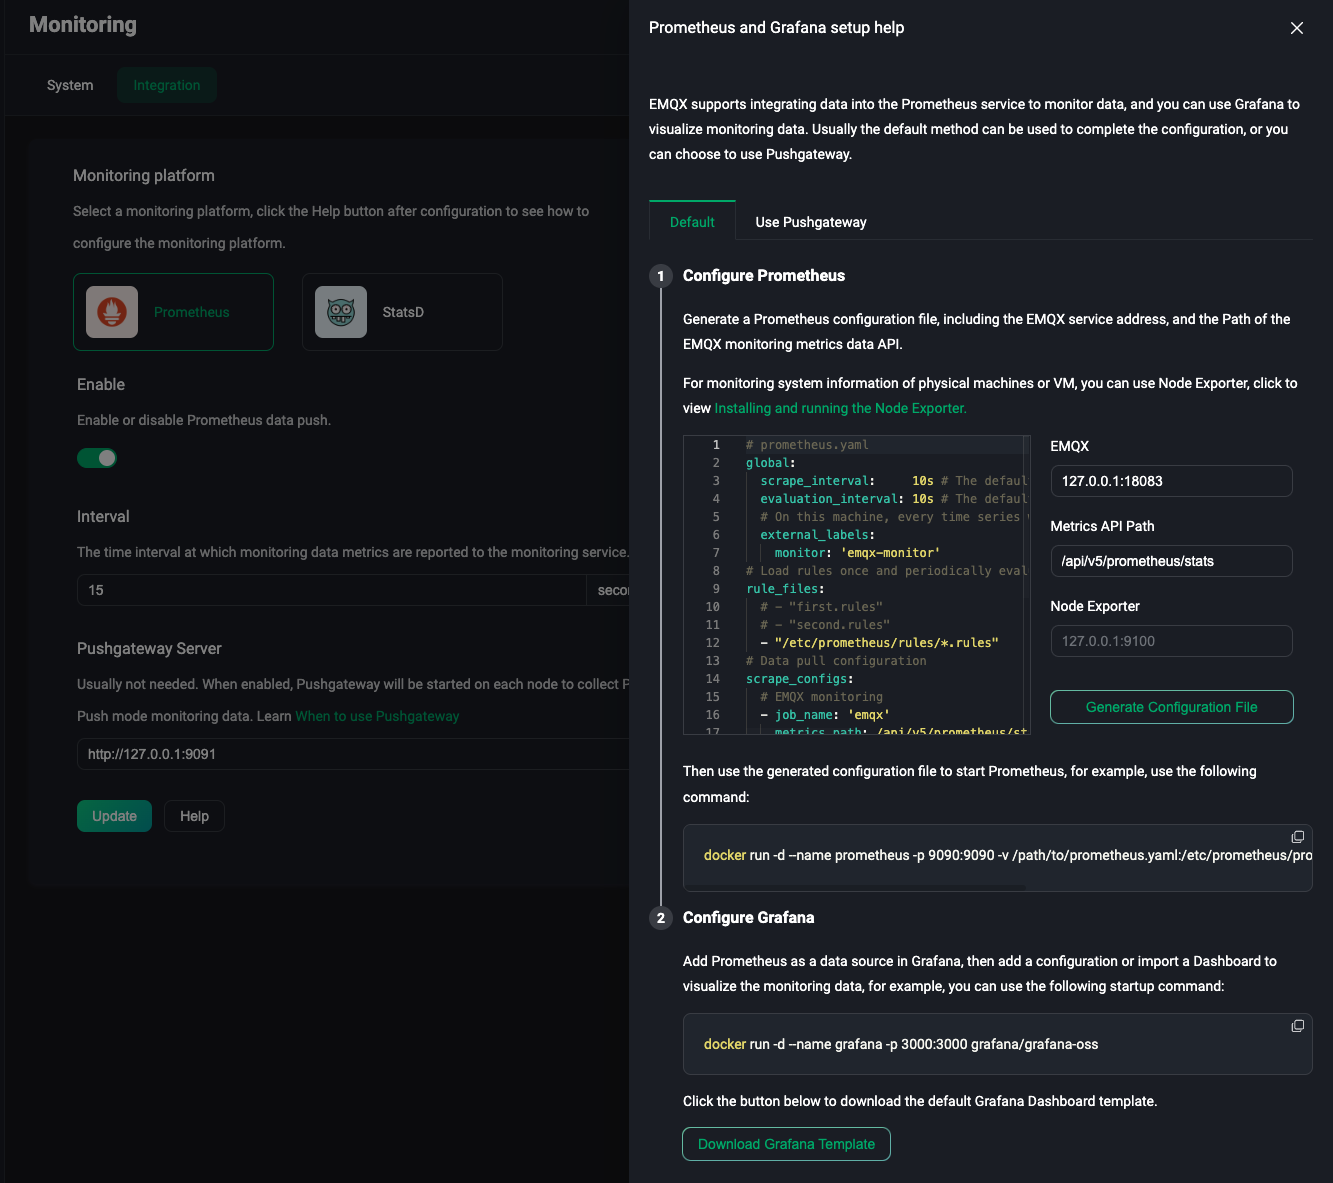 Monitoring
System
Integration
Monitoring platform
Select a monitoring platform, click the Help button after configuration to see how to
configure the monitoring platform.
Prometheus
StatsD
Enable
Enable or disable Prometheus data push.
Interval
The time interval at which monitoring data metrics are reported to the monitoring service.
15
secon
Pushgateway Server
Usually not needed. When enabled, Pushgateway will be started on each node to collect P
Push mode monitoring data. Learn When to use Pushgateway
http://127.0.0.1:9091
Update
Help
Prometheus and Grafana setup help
EMQX supports integrating data into the Prometheus service to monitor data, and you can use Grafana to
visualize monitoring data. Usually the default method can be used to complete the configuration, or you
can choose to use Pushgateway.
Default
Use Pushgateway
1 Configure Prometheus
Generate a Prometheus configuration file, including the EMQX service address, and the Path of the
EMQX monitoring metrics data API.
For monitoring system information of physical machines or VM, you can use Node Exporter, click to
view Installing and running the Node Exporter.
1 # prometheus.yaml
2 global:
3 scrape_interval: 10s # The defaul
4 evaluation_interval: 10s # The defaul
5 # On this machine, every time series
6 external_labels:
7 monitor: 'emqx-monitor'
8 # Load rules once and periodically eval
9 rule_files:
10 # - "first.rules"
11 # - "second.rules"
12 - "/etc/prometheus/rules/*.rules"
13 # Data pull configuration
14 scrape_configs:
15 # EMQX monitoring
16 - job_name: 'emqx'
17 metrics_path: /api/v5/prometheus/st
EMQX
127.0.0.1:18083
Metrics API Path
/api/v5/prometheus/stats
Node Exporter
127.0.0.1:9100
Generate Configuration File
Then use the generated configuration file to start Prometheus, for example, use the following
command:
docker run -d --name prometheus -p 9090:9090 -v /path/to/prometheus.yaml:/etc/prometheus/pro
2 Configure Grafana
Add Prometheus as a data source in Grafana, then add a configuration or import a Dashboard to
visualize the monitoring data, for example, you can use the following startup command:
docker run -d --name grafana -p 3000:3000 grafana/grafana-oss
Click the button below to download the default Grafana Dashboard template.
Download Grafana Template